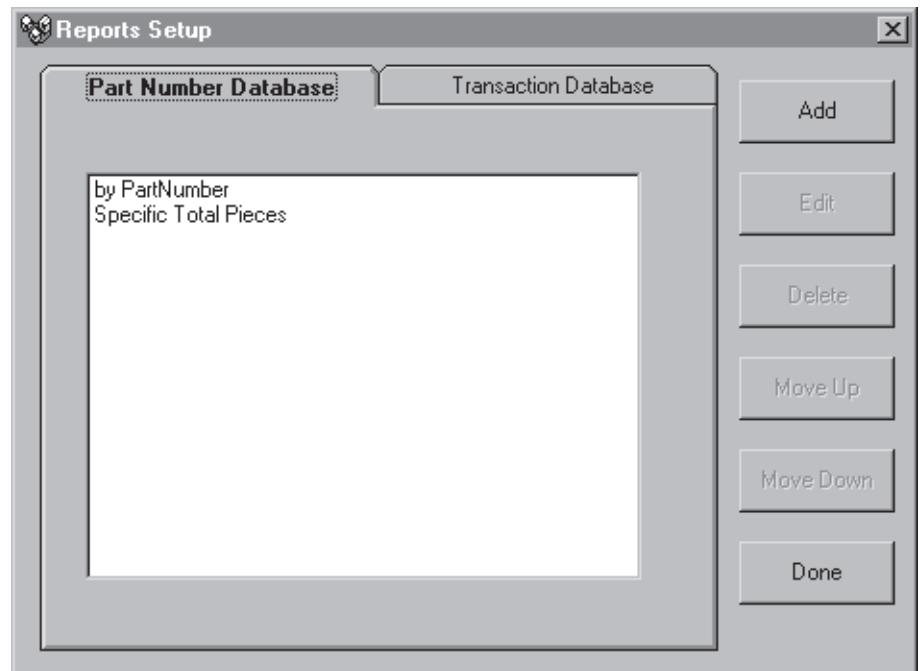 Reports Setup
Part Number Database
Transaction Database
by PartNumber
Specific Total Pieces
Add
Edit
Delete
Move Up
Move Down
Done